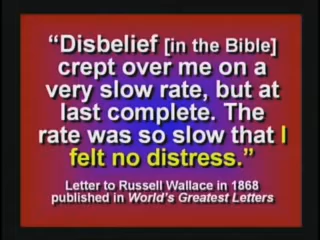 “Disbelief [in the Bible]
crept over me on a
very slow rate, but at
last complete. The
rate was so slow that I
felt no distress.”
Letter to Russell Wallace in 1868
published in World's Greatest Letters